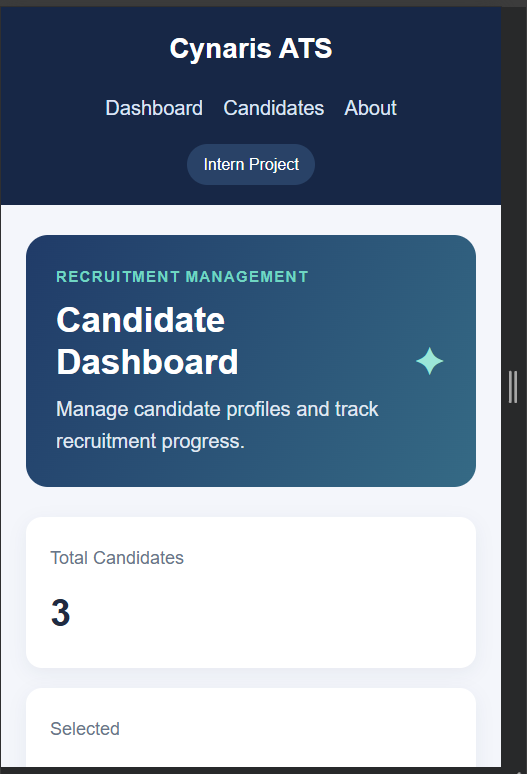 Cynaris ATS
Dashboard Candidates About
Intern Project
RECRUITMENT MANAGEMENT
Candidate
Dashboard
Manage candidate profiles and track
recruitment progress.
Total Candidates
3
Selected